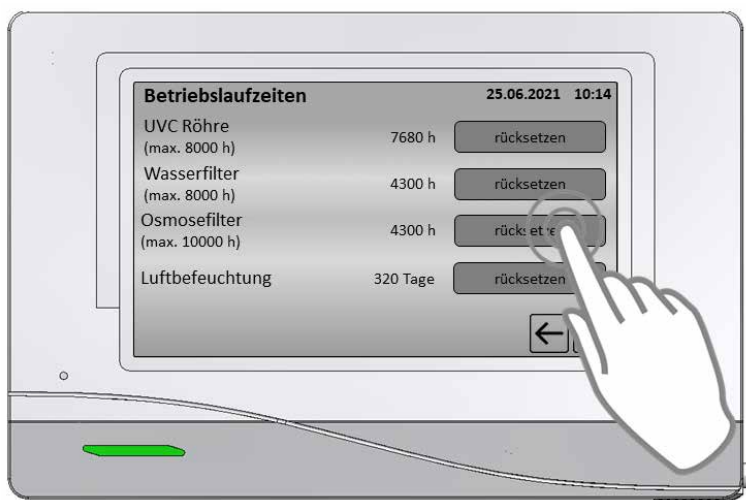 Betriebslaufzeiten 25.06.2021 10:14
UVC Röhre
(max. 8000 h) 7680 h rücksetzen
Wasserfilter
(max. 8000 h) 4300 h rücksetzen
Osmosefilter
(max. 10000 h) 4300 h rücksetzen
Luftbefeuchtung 320 Tage rücksetzen